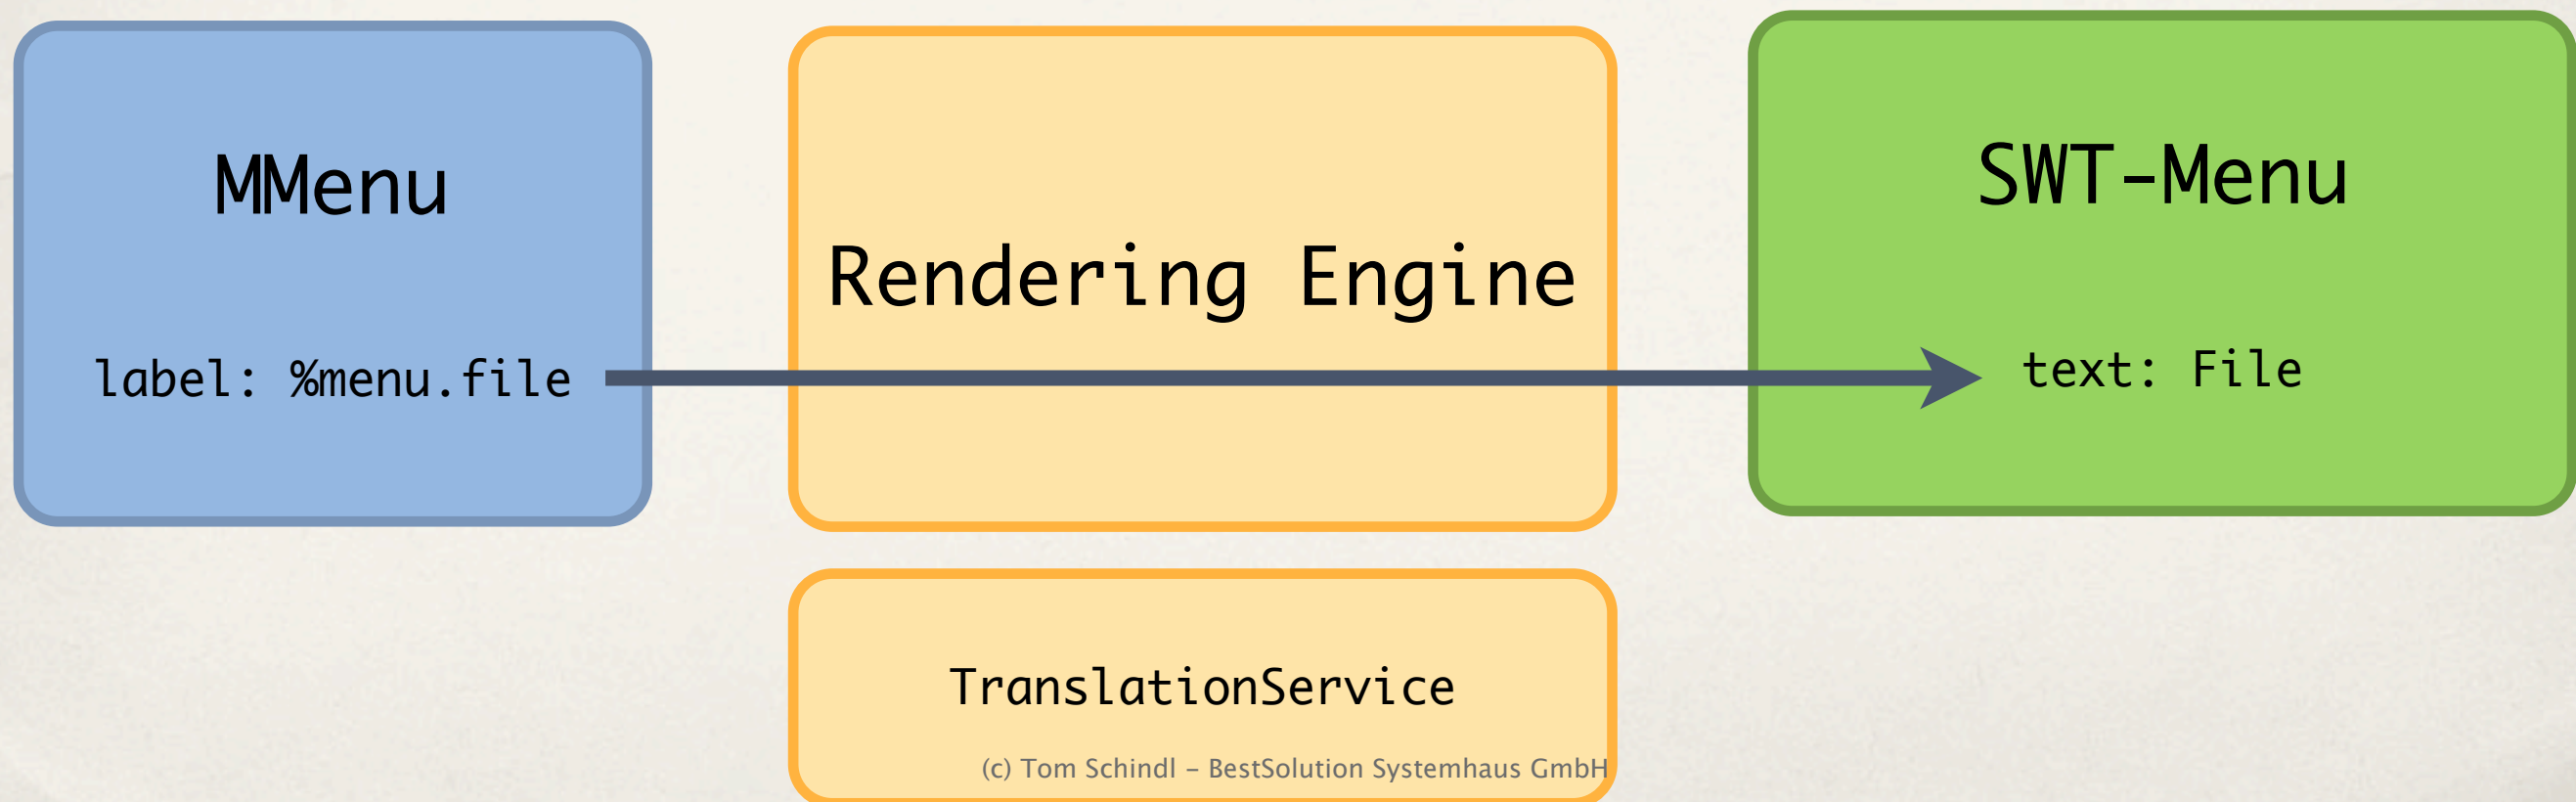 MMenu
label: %menu.file
Rendering Engine
SWT-Menu
text: File
TranslationService
(c) Tom Schindl - BestSolution Systemhaus GmbH